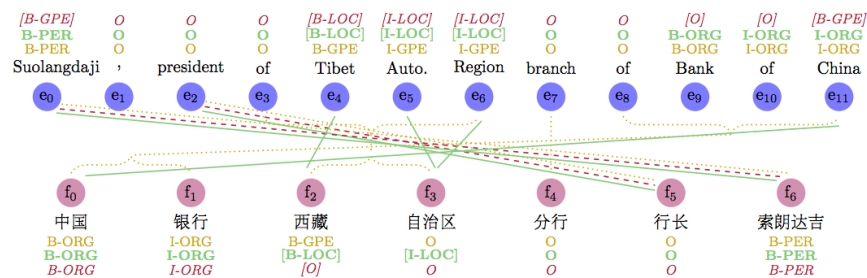 [B-GPE] O O O [B-LOC] [I-LOC] [I-LOC] O O [O] [O] [B-GPE]
B-PER O O O [B-LOC] [I-LOC] [I-LOC] O O B-ORG I-ORG I-ORG
B-PER O O O B-GPE I-GPE I-GPE O O B-ORG I-ORG I-ORG
Suolangdaji , president of Tibet Auto. Region branch of Bank of China
e0 e1 e2 e3 e4 e5 e6 e7 e8 e9 e10 e11
f0 f1 f2 f3 f4 f5 f6
中国 银行 西藏 自治区 分行 行长 索朗达吉
B-ORG I-ORG B-GPE O O O B-PER
B-ORG I-ORG [B-LOC] [I-LOC] O O B-PER
B-ORG I-ORG [O] O O O B-PER